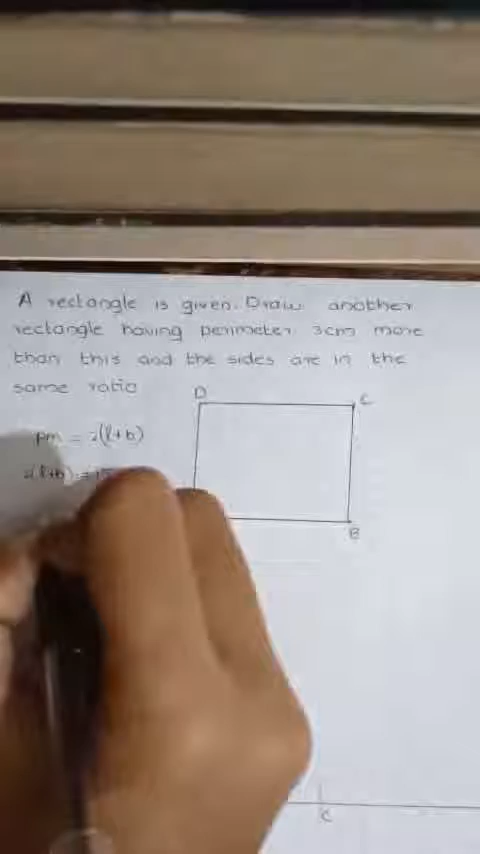 A rectangle is given. Draw another
rectangle having perimeter 3cm more
than this and the sides are in the
same ratio
D
C
pm = 2(l+b)
2(l+b) =
B
C